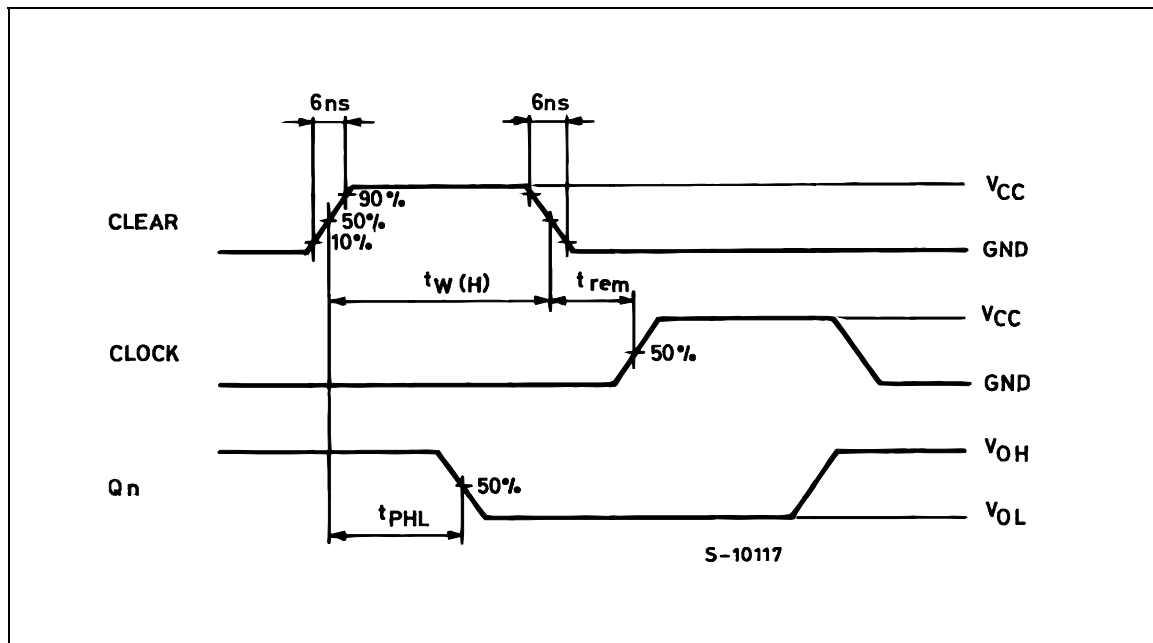 6ns 6ns
VCC
90%
CLEAR 50%
10%
GND
tW(H) trem
VCC
CLOCK 50%
GND
VOH
Qn 50%
tPHL VOL
S-10117